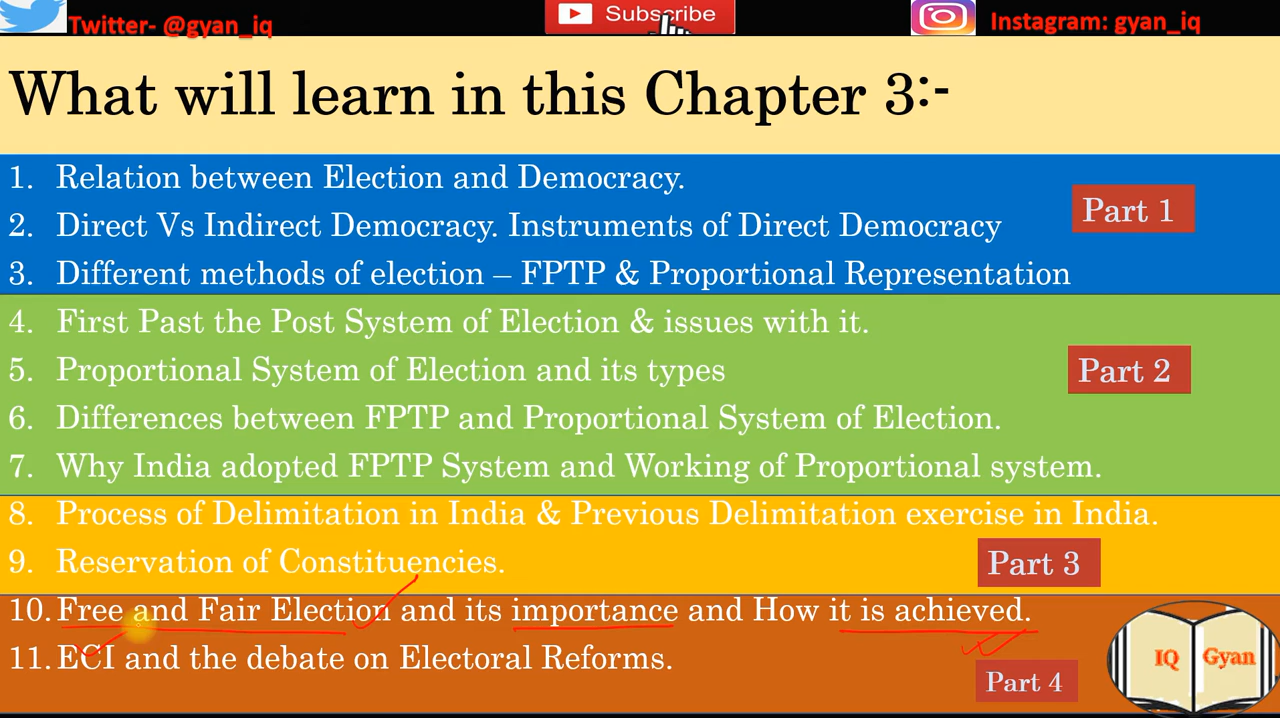 Twitter- @gyan_iq
Subscribe
Instagram: gyan_iq
What will learn in this Chapter 3:-
1. Relation between Election and Democracy.
2. Direct Vs Indirect Democracy. Instruments of Direct Democracy
3. Different methods of election – FPTP & Proportional Representation
Part 1
4. First Past the Post System of Election & issues with it.
5. Proportional System of Election and its types
6. Differences between FPTP and Proportional System of Election.
7. Why India adopted FPTP System and Working of Proportional system.
Part 2
8. Process of Delimitation in India & Previous Delimitation exercise in India.
9. Reservation of Constituencies.
Part 3
10. Free and Fair Election and its importance and How it is achieved.
11. ECI and the debate on Electoral Reforms.
Part 4
IQ Gyan